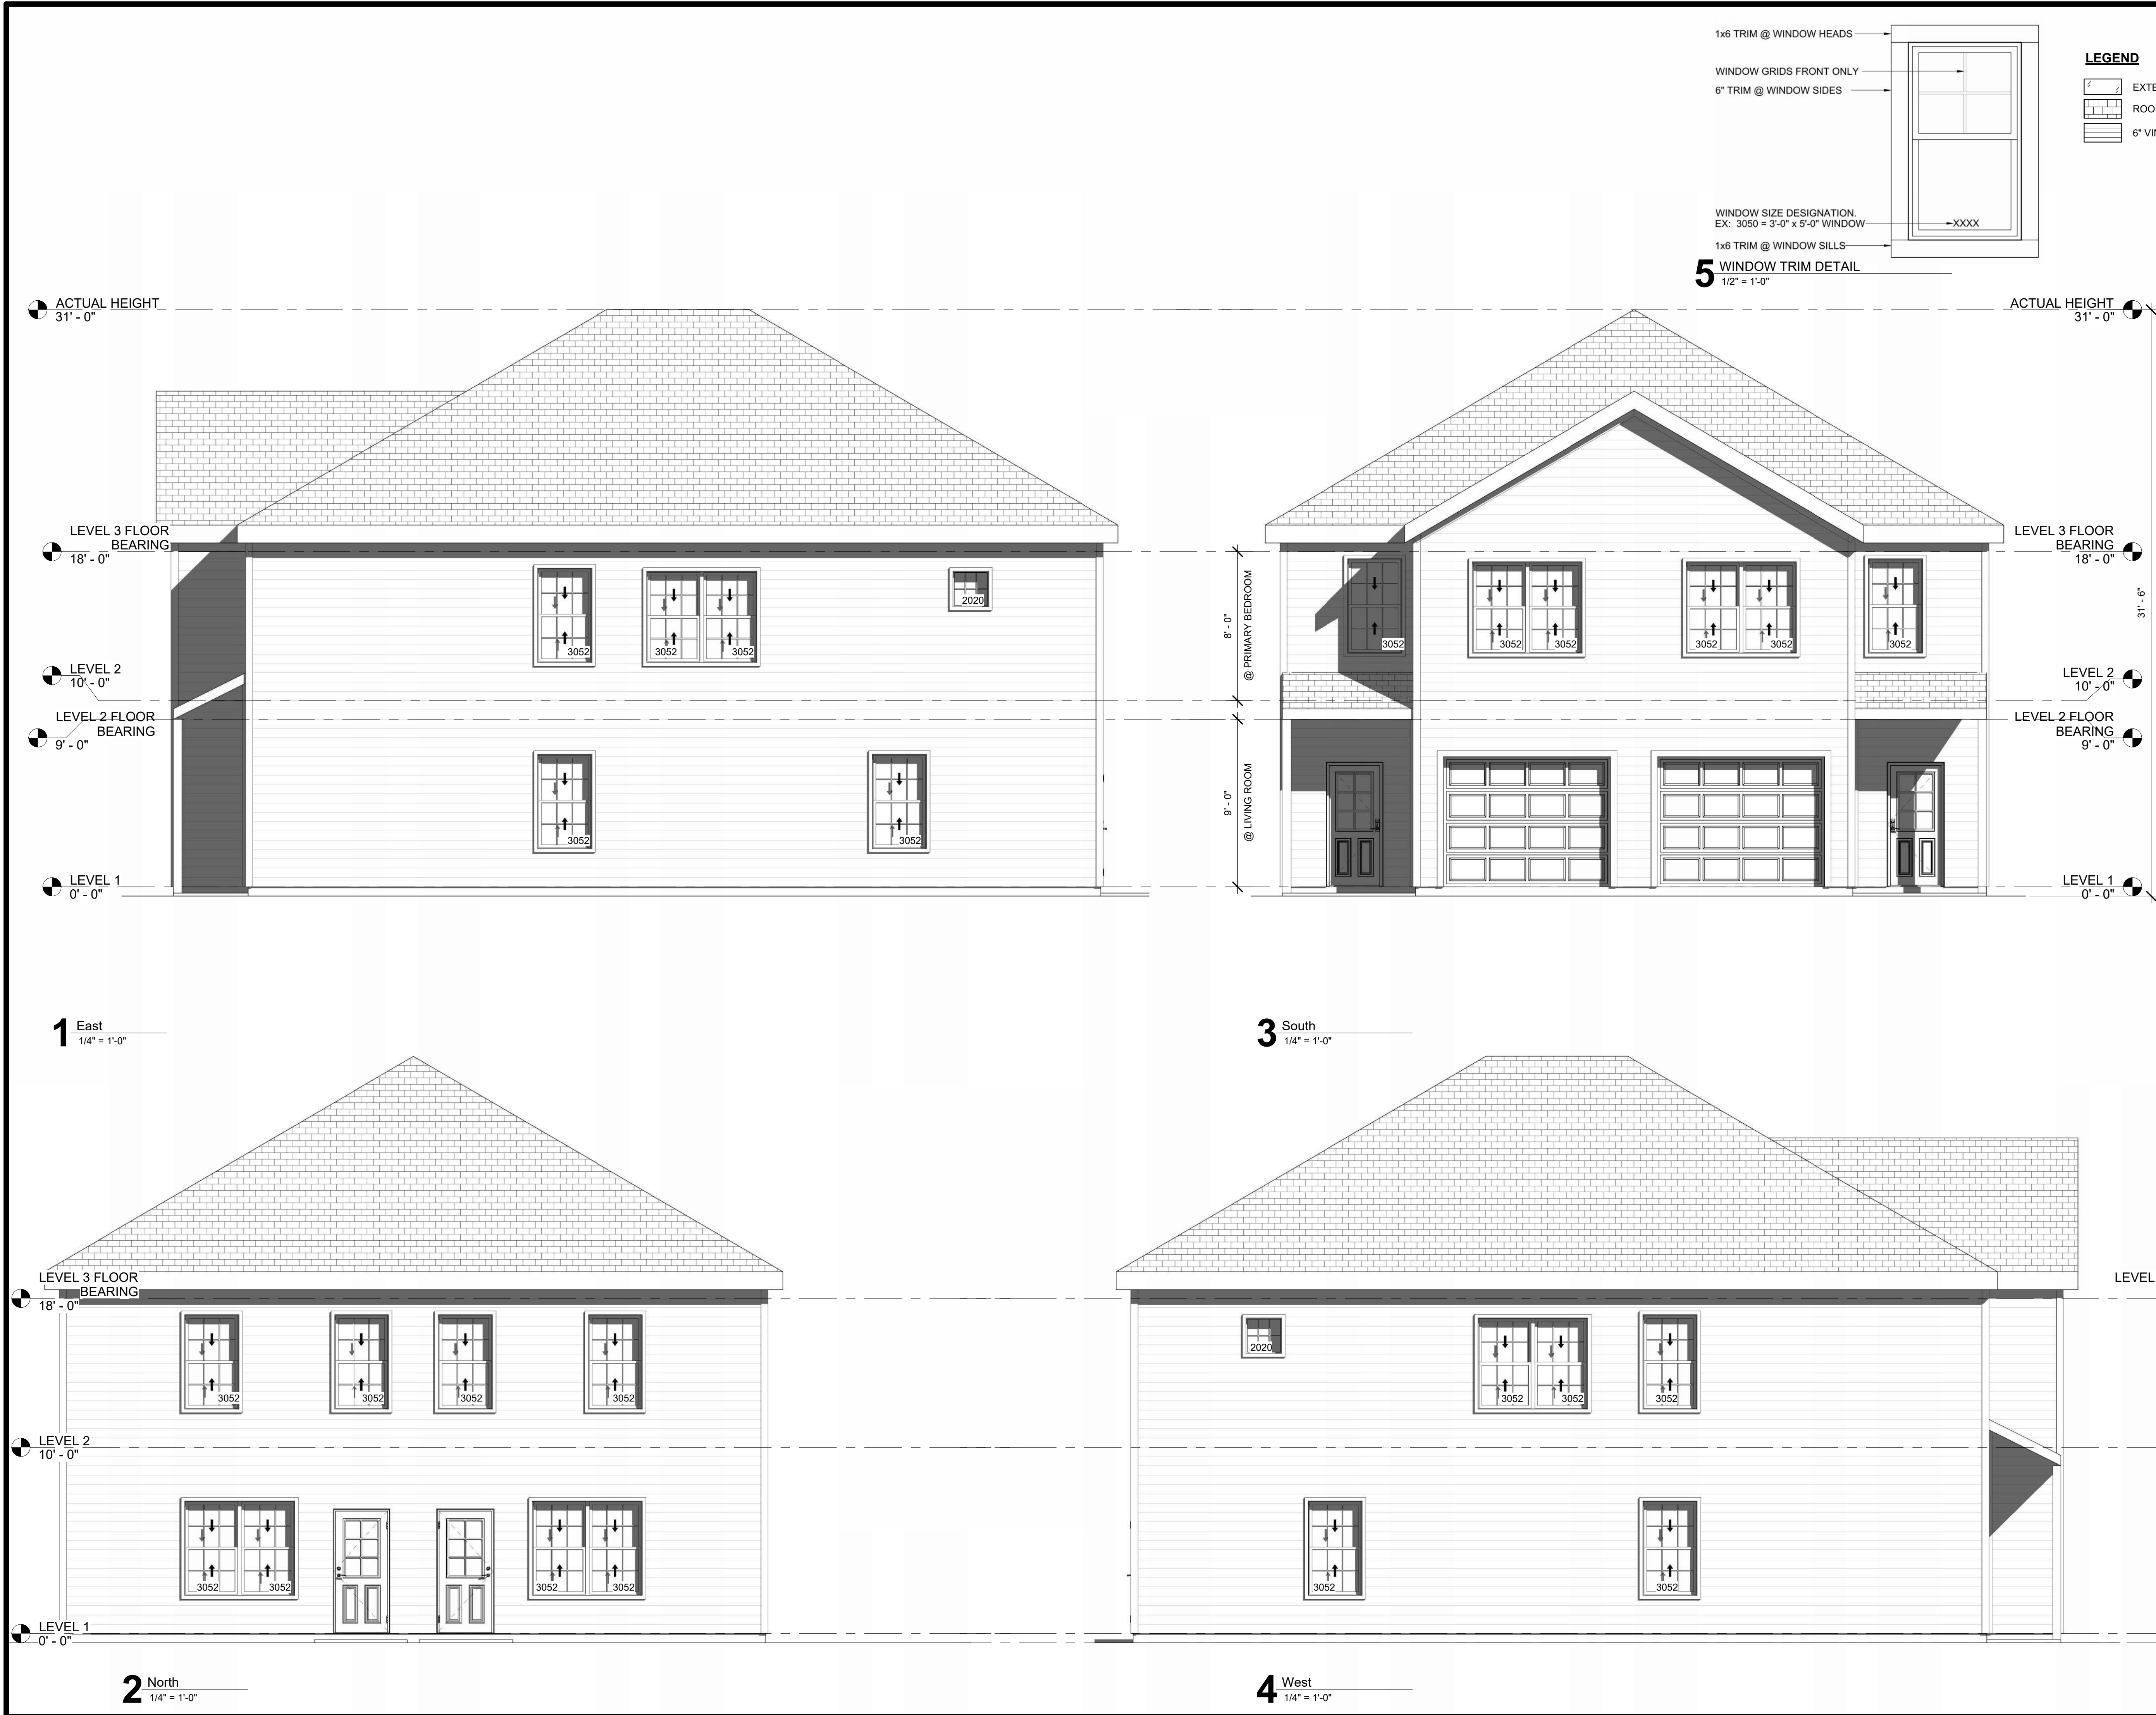 1x6 TRIM @ WINDOW HEADS
WINDOW GRIDS FRONT ONLY
6" TRIM @ WINDOW SIDES
WINDOW SIZE DESIGNATION.
EX: 3050 = 3'-0" x 5'-0" WINDOW
XXXX
1x6 TRIM @ WINDOW SILLS
5 WINDOW TRIM DETAIL
1/2" = 1'-0"
LEGEND
EXTE
ROO
6" VI
ACTUAL HEIGHT
31' - 0"
LEVEL 3 FLOOR
BEARING
18' - 0"
LEVEL 2
10' - 0"
LEVEL 2 FLOOR
BEARING
9' - 0"
LEVEL 1
0' - 0"
3052
3052
3052
2020
3052
3052
1 East
1/4" = 1'-0"
8' - 0"
@ PRIMARY BEDROOM
9' - 0"
@ LIVING ROOM
3052
3052
3052
3052
3052
3052
ACTUAL HEIGHT
31' - 0"
LEVEL 3 FLOOR
BEARING
18' - 0"
31' - 6"
LEVEL 2
10' - 0"
LEVEL 2 FLOOR
BEARING
9' - 0"
LEVEL 1
0' - 0"
3 South
1/4" = 1'-0"
LEVEL 3 FLOOR
BEARING
18' - 0"
LEVEL 2
10' - 0"
LEVEL 1
0' - 0"
3052
3052
3052
3052
3052
3052
3052
3052
2 North
1/4" = 1'-0"
2020
3052
3052
3052
3052
3052
LEVEL
4 West
1/4" = 1'-0"